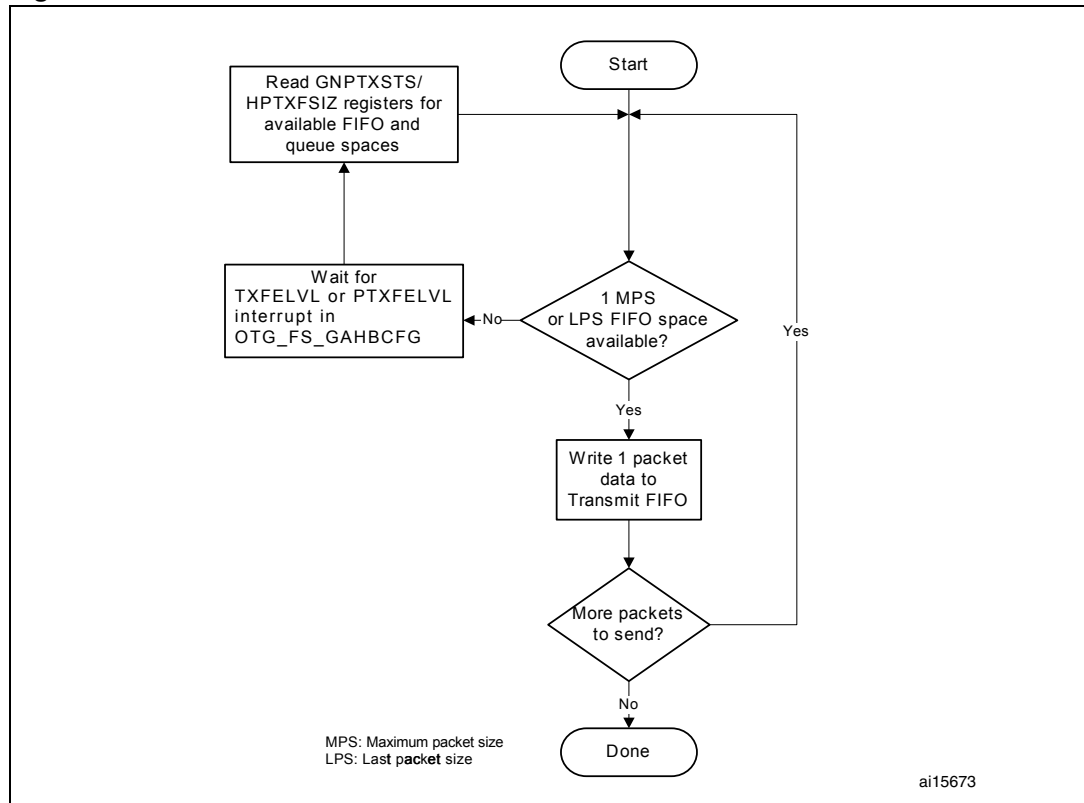 Start
Read GNPTXSTS/
HPTXFSIZ registers for
available FIFO and
queue spaces
Wait for
TXFELVL or PTXFELVL
interrupt in
OTG_FS_GAHBCFG
No
1 MPS
or LPS FIFO space
available?
Yes
Yes
Write 1 packet
data to
Transmit FIFO
More packets
to send?
No
Done
MPS: Maximum packet size
LPS: Last packet size
ai15673